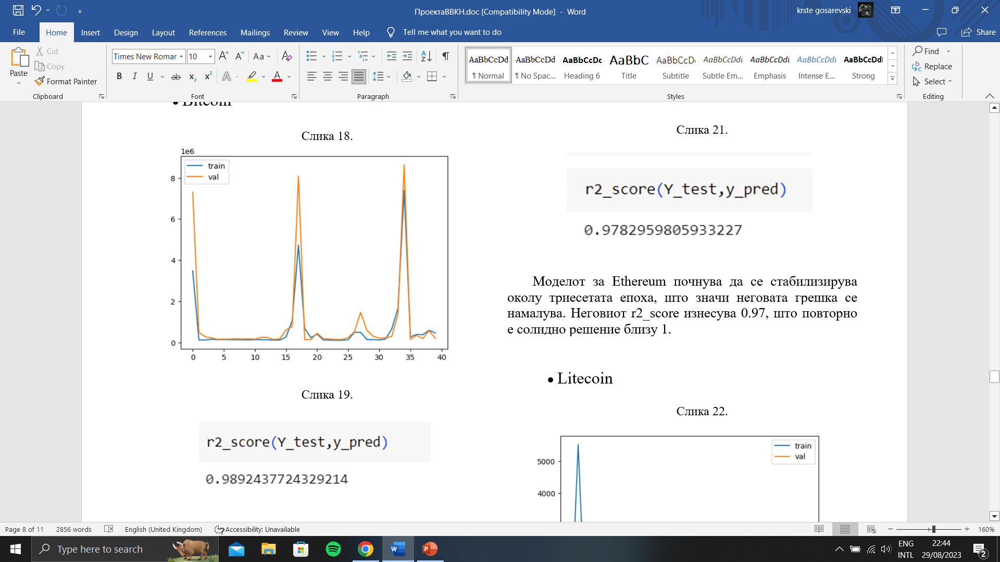 ПроектаВВКН.doc [Compatibility Mode] - Word
krste gosarevski
File
Home
Insert
Design
Layout
References
Mailings
Review
View
Help
Tell me what you want to do
Share
Paste
Cut
Copy
Format Painter
Clipboard
Times New Romar
10
Font
Paragraph
AaBbCcDd
¶ Normal
AaBbCcDd
¶ No Spac...
AaBbCcDc
Heading 6
AaBbC
Title
AaBbCcD
Subtitle
AaBbCcDd
Subtle Em...
AaBbCcDd
Emphasis
AaBbCcDd
Intense E...
AaBbCcDd
Strong
Styles
Find
Replace
Select
Editing
• Bitcoin
Слика 18.
1e6
train
val
8
6
4
2
0
0 5 10 15 20 25 30 35 40
Слика 19.
r2_score(Y_test,y_pred)
0.9892437724329214
Слика 21.
r2_score(Y_test,y_pred)
0.9782959805933227
Моделот за Ethereum почнува да се стабилизирува
околу триесетата епоха, што значи неговата грешка се
намалува. Неговиот r2_score изнесува 0.97, што повторно
е солидно решение близу 1.
• Litecoin
Слика 22.
train
val
5000
4000
Page 8 of 11
2856 words
English (United Kingdom)
Accessibility: Unavailable
160%
Type here to search
ENG
INTL
22:44
29/08/2023
2